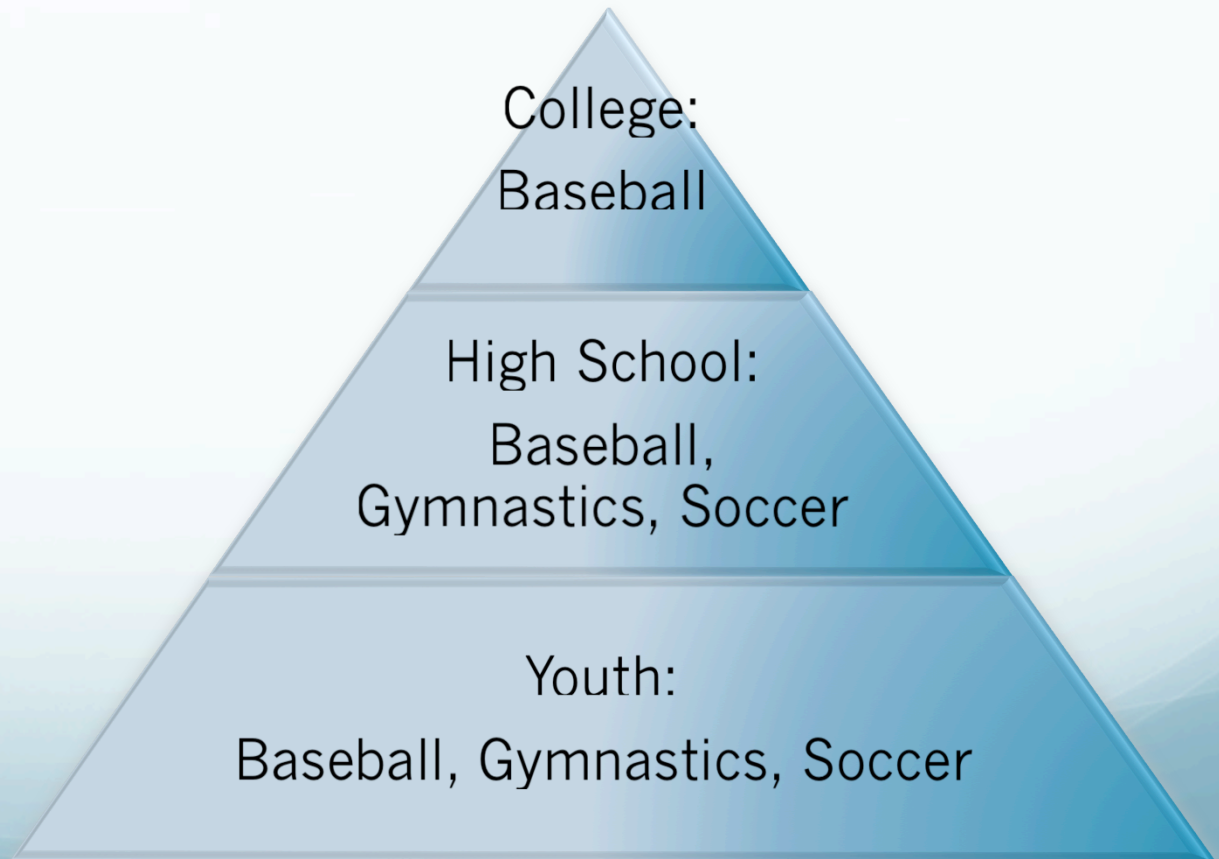 College:
Baseball
High School:
Baseball,
Gymnastics, Soccer
Youth:
Baseball, Gymnastics, Soccer